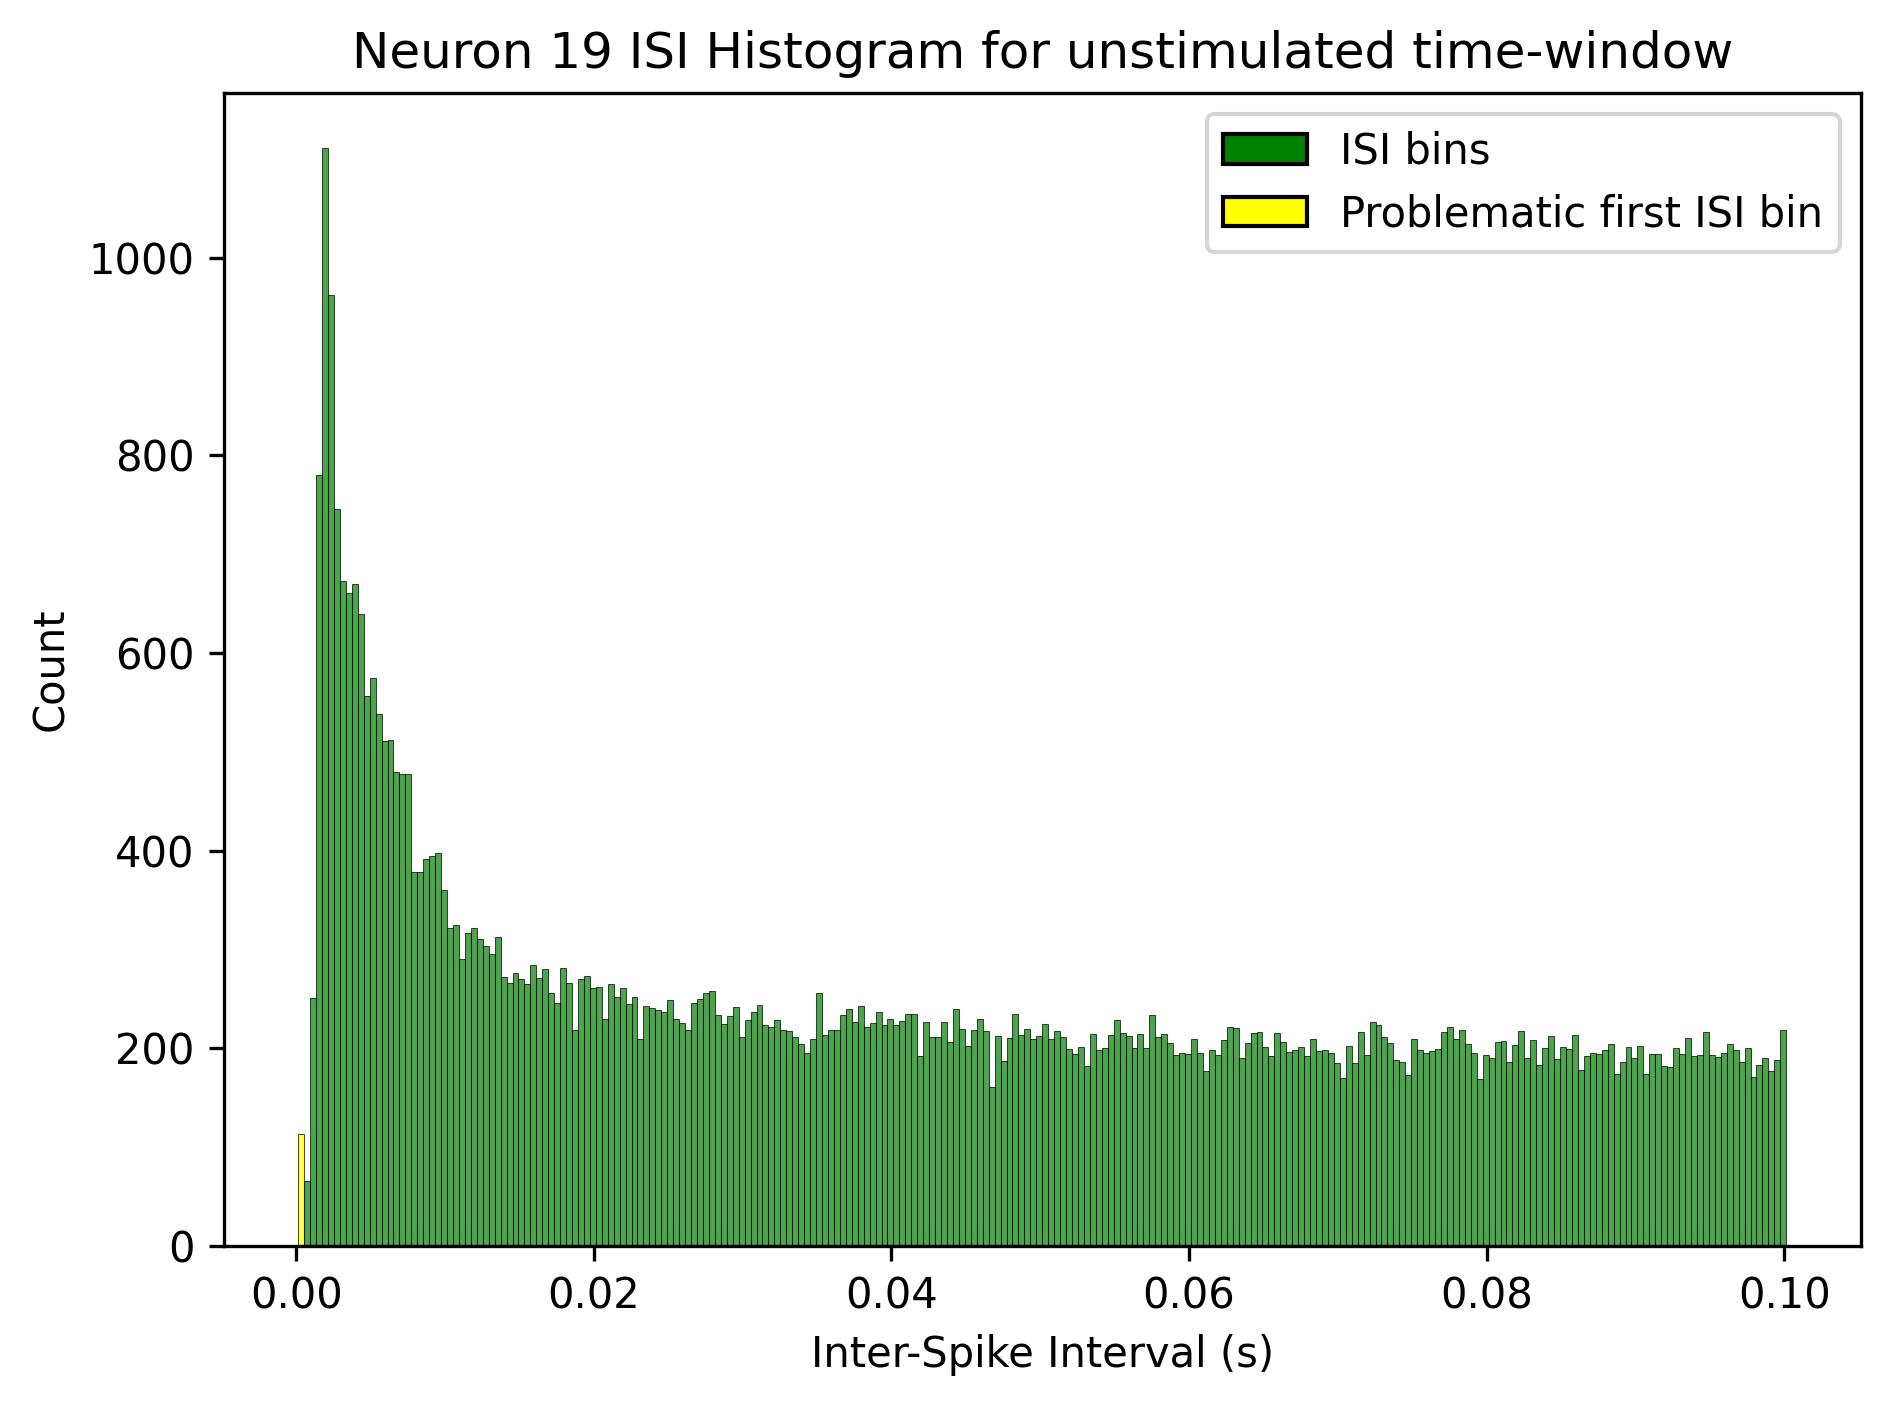 Neuron 19 ISI Histogram for unstimulated time-window
ISI bins
Problematic first ISI bin
1000
800
600
400
200
0
Count
0.00 0.02 0.04 0.06 0.08 0.10
Inter-Spike Interval (s)